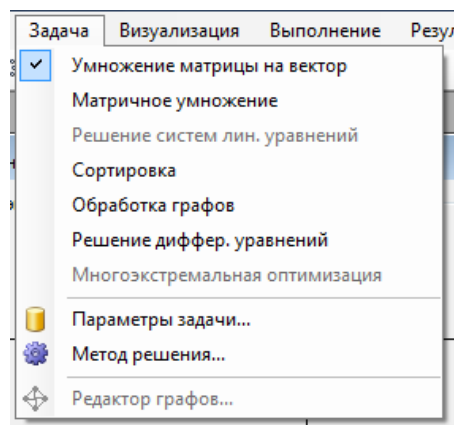 Задача Визуализация Выполнение
Умножение матрицы на вектор
Матричное умножение
Решение систем лин. уравнений
Сортировка
Обработка графов
Решение диффер. уравнений
Многоэкстремальная оптимизация
Параметры задачи...
Метод решения...
Редактор графов...